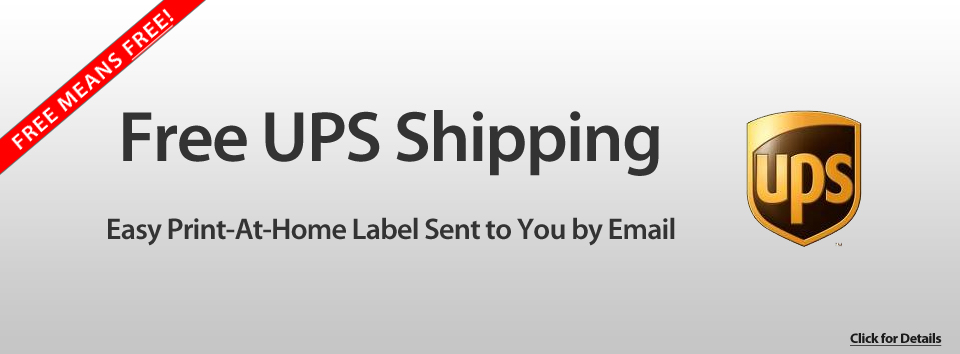 FREE MEANS FREE!
Free UPS Shipping
ups
Easy Print-At-Home Label Sent to You by Email
TM
Click for Details